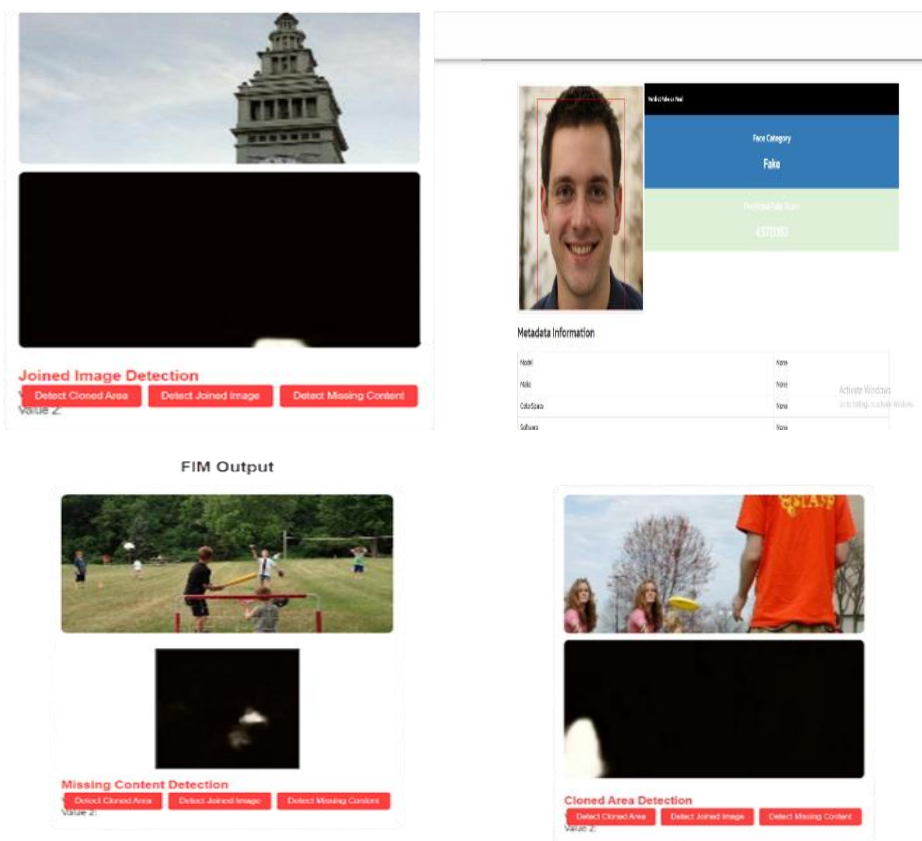 Joined Image Detection
Detect Cloned Area
Detect Joined Image
Detect Missing Content
Value 2:
Face Category
Fake
Metadata Information
Model
None
Make
None
ColorSpace
None
Software
None
Activate Windows
FIM Output
Missing Content Detection
Detect Cloned Area
Detect Joined Image
Detect Missing Content
Value 2:
STAFF
Cloned Area Detection
Detect Cloned Area
Detect Joined Image
Detect Missing Content
Value 2: